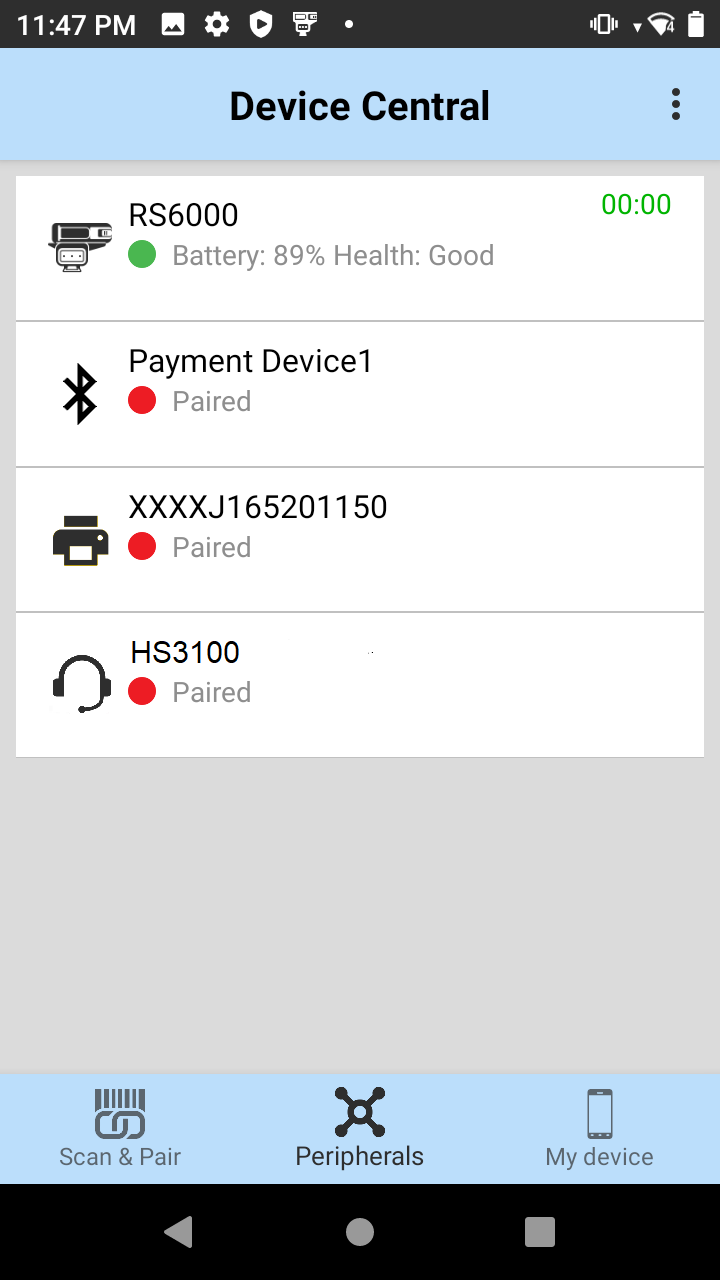 11:47 PM
4
Device Central
RS6000
00:00
Battery: 89% Health: Good
Payment Device1
Paired
XXXXJ165201150
Paired
HS3100
Paired
Scan & Pair
Peripherals
My device